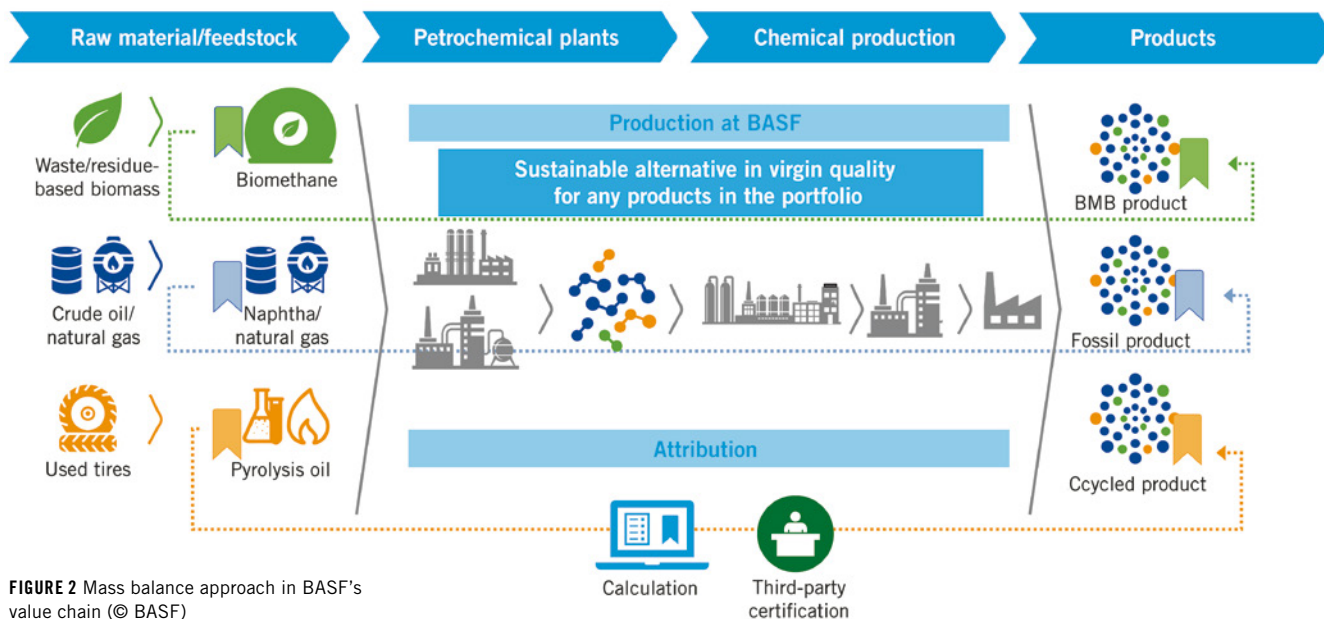 Raw material/feedstock
Petrochemical plants
Chemical production
Products
Production at BASF
Sustainable alternative in virgin quality
for any products in the portfolio
Waste/residue-
based biomass
Biomethane
BMB product
Crude oil/
natural gas
Naphtha/
natural gas
Fossil product
Used tires
Pyrolysis oil
Attribution
Ccycled product
Calculation
Third-party
certification
FIGURE 2 Mass balance approach in BASF's
value chain (© BASF)